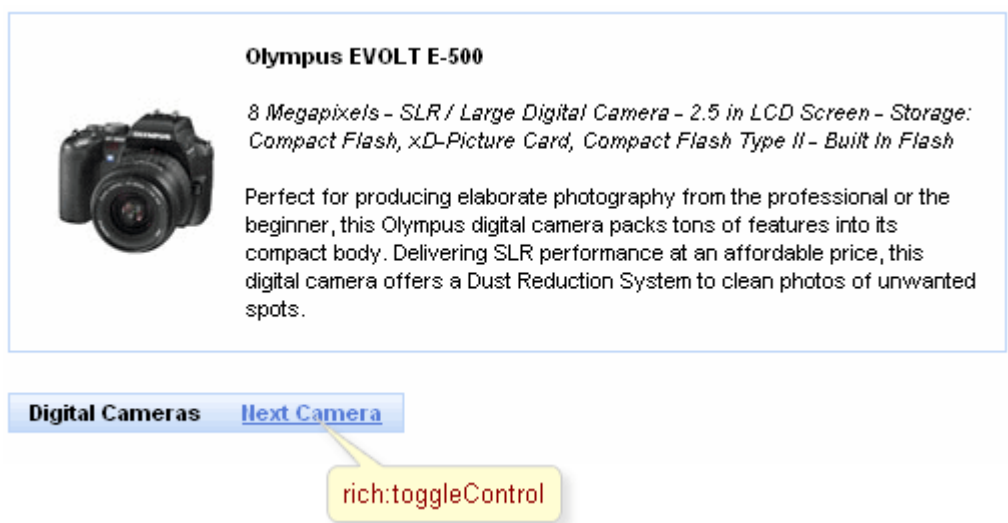 Olympus EVOLT E-500
8 Megapixels - SLR / Large Digital Camera - 2.5 in LCD Screen - Storage:
Compact Flash, xD-Picture Card, Compact Flash Type II - Built In Flash
Perfect for producing elaborate photography from the professional or the
beginner, this Olympus digital camera packs tons of features into its
compact body. Delivering SLR performance at an affordable price, this
digital camera offers a Dust Reduction System to clean photos of unwanted
spots.
OLYMPUS
Digital Cameras Next Camera
rich:toggleControl